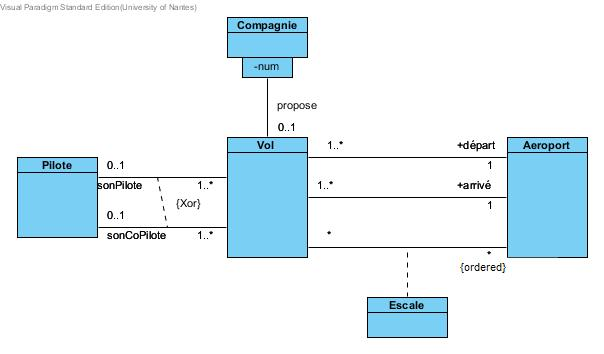 Visual Paradigm Standard Edition(University of Nantes)
Compagnie
-num
propose
0..1
Vol
1..*
+départ
Aeroport
Pilote
0..1
1
sonPilote
1..*
1..*
+arrivé
{Xor}
1
0..1
sonCoPilote
1..*
*
*
{ordered}
Escale